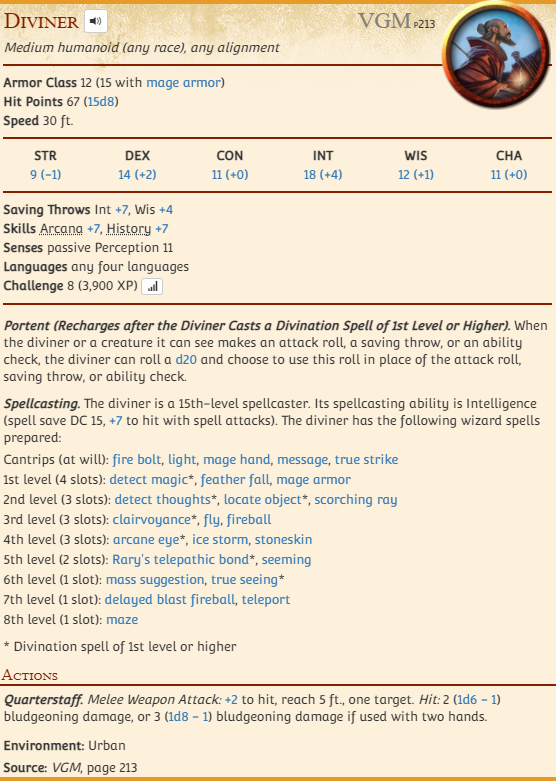 Diviner VGM P213
Medium humanoid (any race), any alignment
Armor Class 12 (15 with mage armor)
Hit Points 67 (15d8)
Speed 30 ft.
STR DEX CON INT WIS CHA
9 (−1) 14 (+2) 11 (+0) 18 (+4) 12 (+1) 11 (+0)
Saving Throws Int +7, Wis +4
Skills Arcana +7, History +7
Senses passive Perception 11
Languages any four languages
Challenge 8 (3,900 XP)
Portent (Recharges after the Diviner Casts a Divination Spell of 1st Level or Higher). When
the diviner or a creature it can see makes an attack roll, a saving throw, or an ability
check, the diviner can roll a d20 and choose to use this roll in place of the attack roll,
saving throw, or ability check.
Spellcasting. The diviner is a 15th-level spellcaster. Its spellcasting ability is Intelligence
(spell save DC 15, +7 to hit with spell attacks). The diviner has the following wizard spells
prepared:
Cantrips (at will): fire bolt, light, mage hand, message, true strike
1st level (4 slots): detect magic*, feather fall, mage armor
2nd level (3 slots): detect thoughts*, locate object*, scorching ray
3rd level (3 slots): clairvoyance*, fly, fireball
4th level (3 slots): arcane eye*, ice storm, stoneskin
5th level (2 slots): Rary's telepathic bond*, seeming
6th level (1 slot): mass suggestion, true seeing*
7th level (1 slot): delayed blast fireball, teleport
8th level (1 slot): maze
* Divination spell of 1st level or higher
Actions
Quarterstaff. Melee Weapon Attack: +2 to hit, reach 5 ft., one target. Hit: 2 (1d6 − 1)
bludgeoning damage, or 3 (1d8 − 1) bludgeoning damage if used with two hands.
Environment: Urban
Source: VGM, page 213